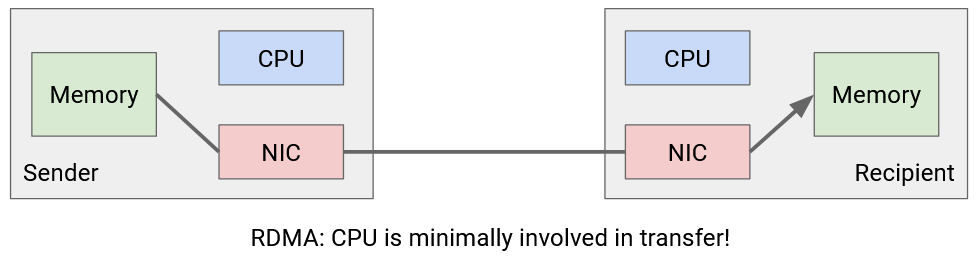 CPU
Memory
NIC
Sender
CPU
Memory
NIC
Recipient
RDMA: CPU is minimally involved in transfer!